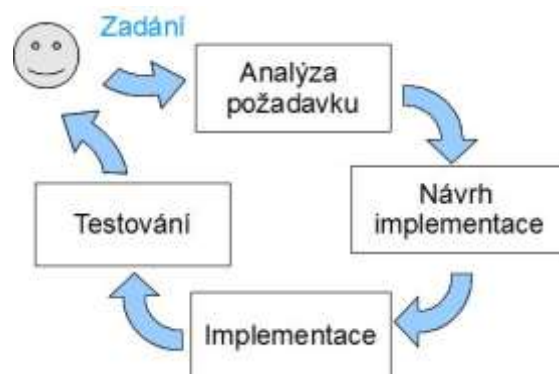 Zadání
Analýza
požadavku
Návrh
implementace
Implementace
Testování